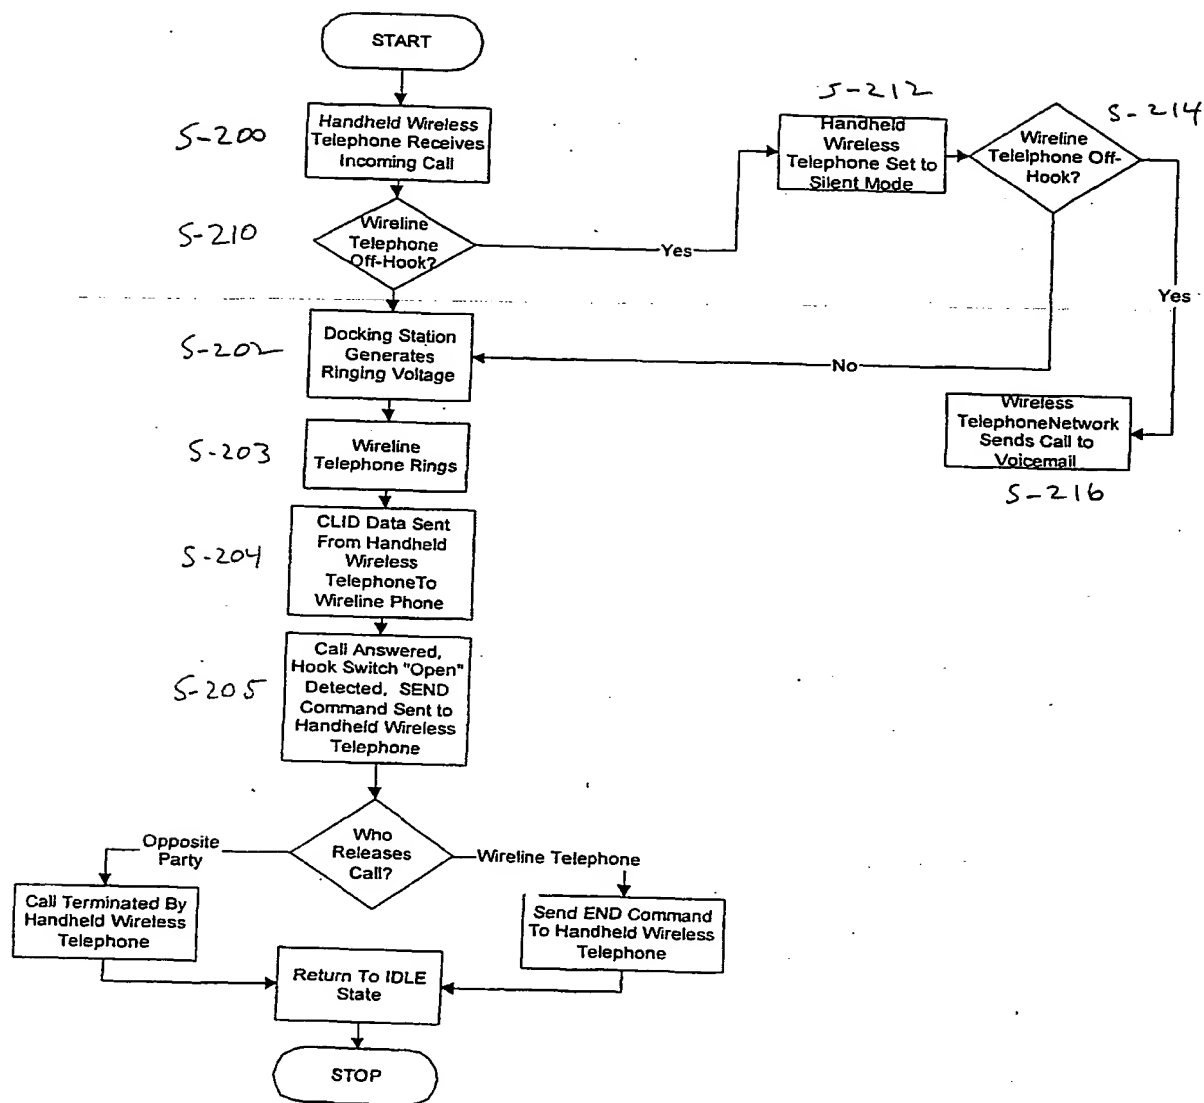 START
S-200
Handheld Wireless
Telephone Receives
Incoming Call
S-210
Wireline
Telephone
Off-Hook?
Yes
S-212
Handheld
Wireless
Telephone Set to
Silent Mode
S-214
Wireline
Telelphone Off-
Hook?
Yes
No
Wireless
TelephoneNetwork
Sends Call to
Voicemail
S-216
S-202
Docking Station
Generates
Ringing Voltage
S-203
Wireline
Telephone Rings
S-204
CLID Data Sent
From Handheld
Wireless
TelephoneTo
Wireline Phone
S-205
Call Answered,
Hook Switch "Open"
Detected, SEND
Command Sent to
Handheld Wireless
Telephone
Who
Releases
Call?
Opposite
Party
Wireline Telephone
Call Terminated By
Handheld Wireless
Telephone
Send END Command
To Handheld Wireless
Telephone
Return To IDLE
State
STOP